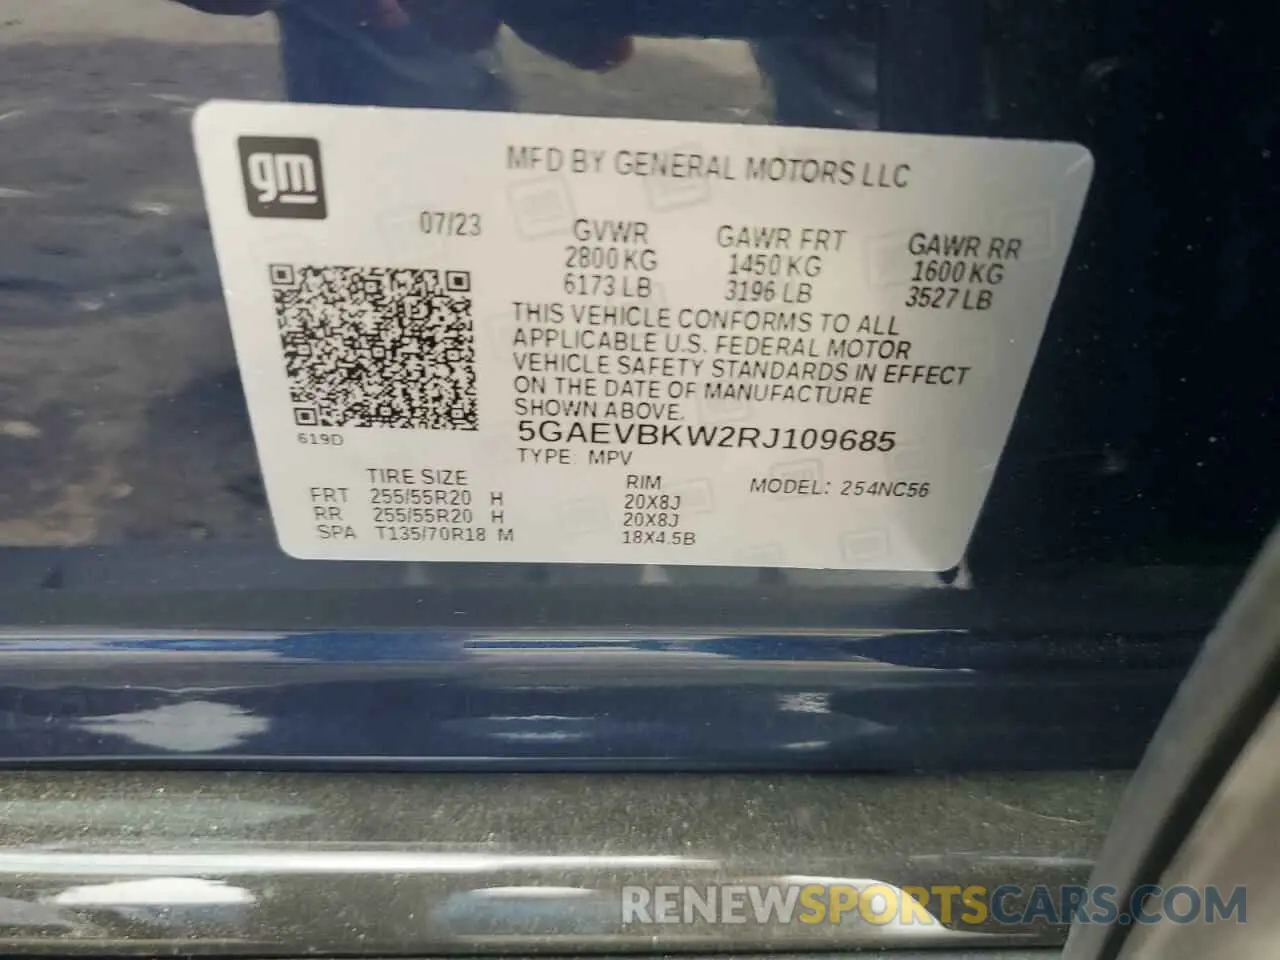 gm
MFD BY GENERAL MOTORS LLC
07/23
GVWR GAWR FRT GAWR RR
2800 KG 1450 KG 1600 KG
6173 LB 3196 LB 3527 LB
THIS VEHICLE CONFORMS TO ALL
APPLICABLE U.S. FEDERAL MOTOR
VEHICLE SAFETY STANDARDS IN EFFECT
ON THE DATE OF MANUFACTURE
SHOWN ABOVE.
619D
5GAEVBKW2RJ109685
TYPE: MPV
MODEL: 254NC56
TIRE SIZE RIM
FRT 255/55R20 H 20X8J
RR 255/55R20 H 20X8J
SPA T135/70R18 M 18X4.5B
RENEWSPORTSCARS.COM